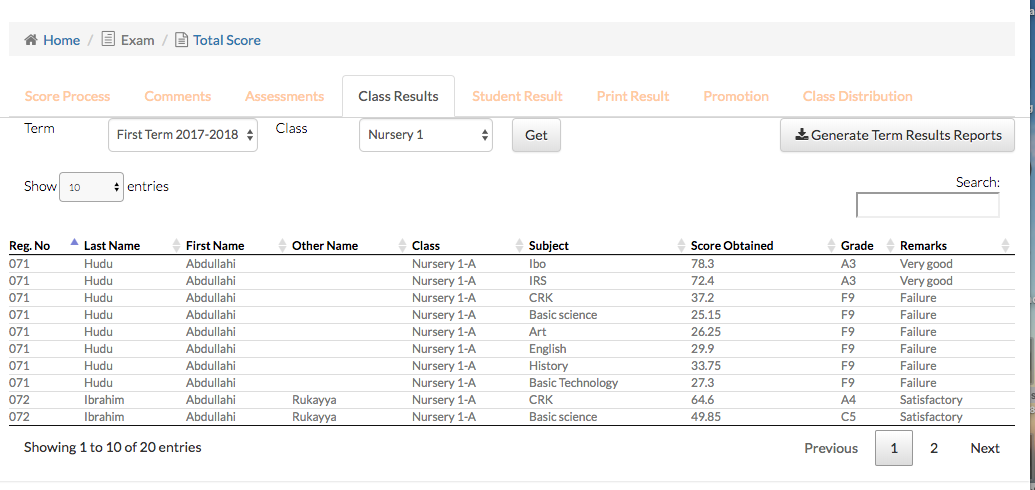 Home / Exam / Total Score
Score Process Comments Assessments Class Results Student Result Print Result Promotion Class Distribution
Term First Term 2017-2018 Class Nursery 1 Get Generate Term Results Reports
Show 10 entries
Search:
Reg. No Last Name First Name Other Name Class Subject Score Obtained Grade Remarks
071 Hudu Abdullahi Nursery 1-A Ibo 78.3 A3 Very good
071 Hudu Abdullahi Nursery 1-A IRS 72.4 A3 Very good
071 Hudu Abdullahi Nursery 1-A CRK 37.2 F9 Failure
071 Hudu Abdullahi Nursery 1-A Basic science 25.15 F9 Failure
071 Hudu Abdullahi Nursery 1-A Art 26.25 F9 Failure
071 Hudu Abdullahi Nursery 1-A English 29.9 F9 Failure
071 Hudu Abdullahi Nursery 1-A History 33.75 F9 Failure
071 Hudu Abdullahi Nursery 1-A Basic Technology 27.3 F9 Failure
072 Ibrahim Abdullahi Rukayya Nursery 1-A CRK 64.6 A4 Satisfactory
072 Ibrahim Abdullahi Rukayya Nursery 1-A Basic science 49.85 C5 Satisfactory
Showing 1 to 10 of 20 entries Previous 1 2 Next